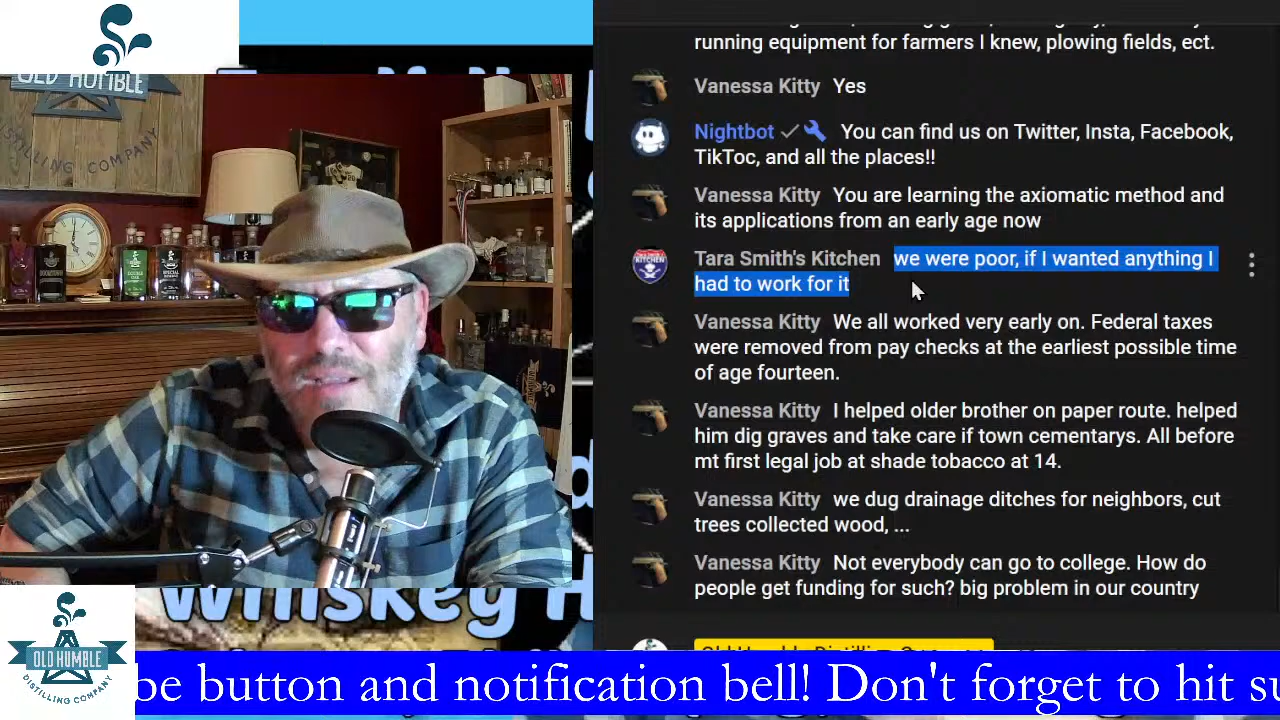 OLD HUMBLE
DISTILLING COMPANY
running equipment for farmers I knew, plowing fields, ect.
Vanessa Kitty Yes
Nightbot You can find us on Twitter, Insta, Facebook,
TikToc, and all the places!!
Vanessa Kitty You are learning the axiomatic method and
its applications from an early age now
Tara Smith's Kitchen we were poor, if I wanted anything I
had to work for it
Vanessa Kitty We all worked very early on. Federal taxes
were removed from pay checks at the earliest possible time
of age fourteen.
Vanessa Kitty I helped older brother on paper route. helped
him dig graves and take care if town cementarys. All before
mt first legal job at shade tobacco at 14.
Vanessa Kitty we dug drainage ditches for neighbors, cut
trees collected wood, ...
Vanessa Kitty Not everybody can go to college. How do
people get funding for such? big problem in our country
Whiskey H
OLD HUMBLE
DISTILLING COMPANY
be button and notification bell! Don't forget to hit su